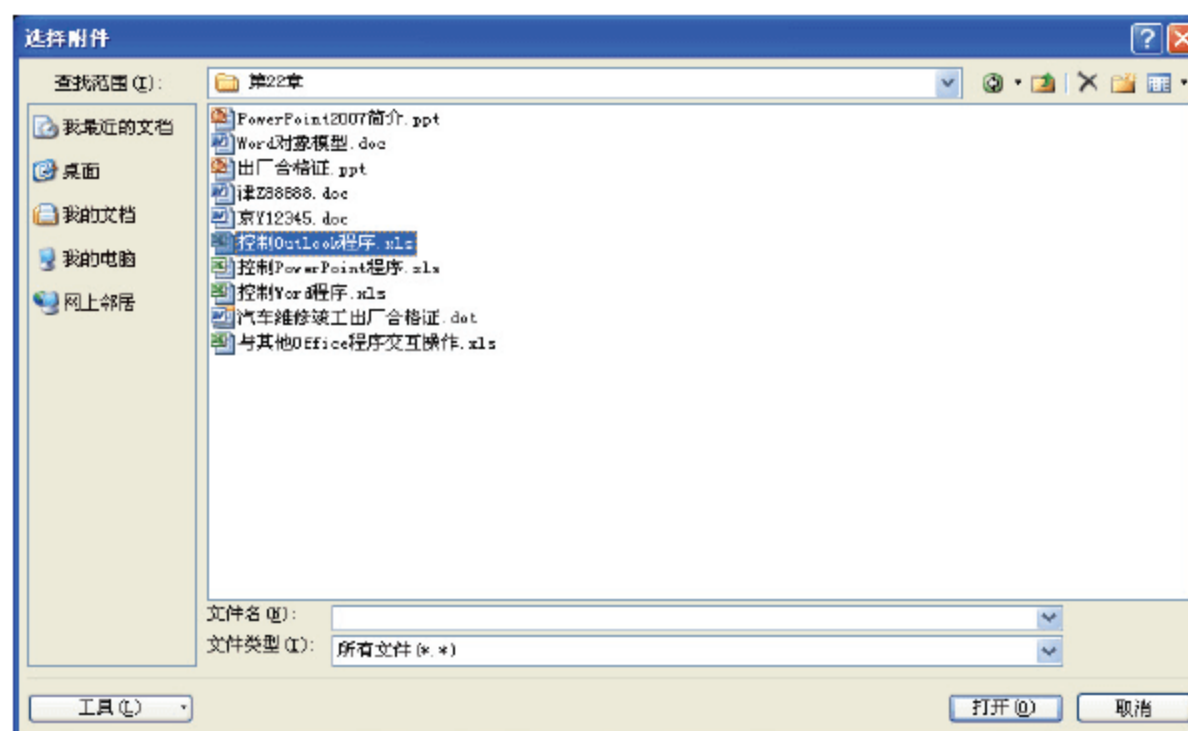 选择附件
查找范围(I):
第22章
我最近的文档
桌面
我的文档
我的电脑
网上邻居
PowerPoint2007简介.ppt
Word对象模型.doc
出厂合格证.ppt
津Z88888.doc
京Y12345.doc
控制Outlook程序.xls
控制PowerPoint程序.xls
控制Word程序.xls
汽车维修竣工出厂合格证.dot
与其他Office程序交互操作.xls
文件名(N):
文件类型(T):
所有文件(*.*)
工具(L)
打开(O)
取消